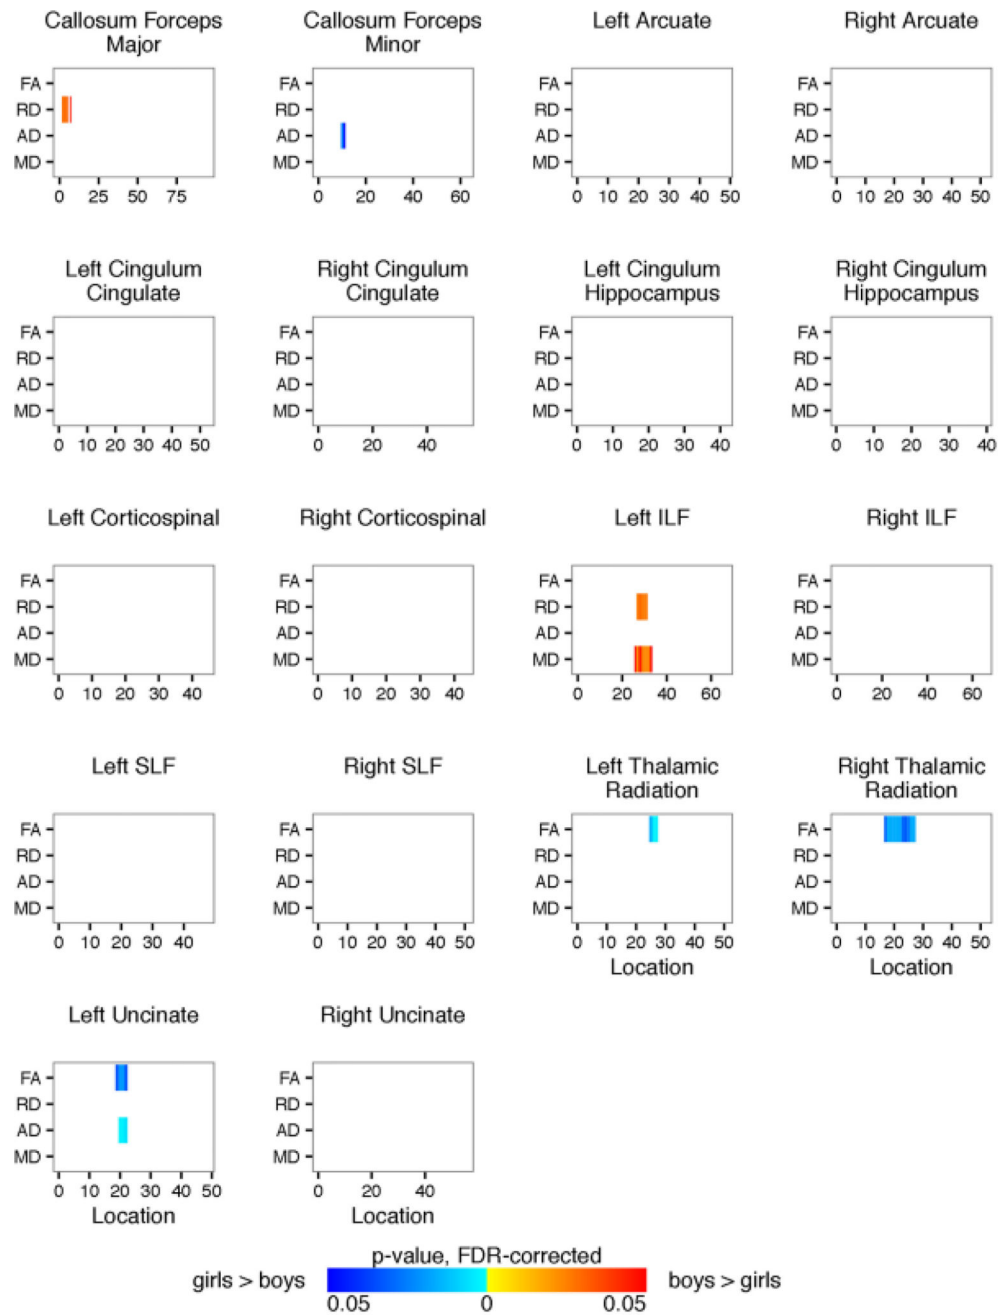 Callosum Forceps Major
Callosum Forceps Minor
Left Arcuate
Right Arcuate
FA
RD
AD
MD
0 25 50 75
FA
RD
AD
MD
0 20 40 60
FA
RD
AD
MD
0 10 20 30 40 50
FA
RD
AD
MD
0 10 20 30 40 50
Left Cingulum Cingulate
Right Cingulum Cingulate
Left Cingulum Hippocampus
Right Cingulum Hippocampus
FA
RD
AD
MD
0 10 20 30 40 50
FA
RD
AD
MD
0 20 40
FA
RD
AD
MD
0 10 20 30 40
FA
RD
AD
MD
0 10 20 30 40
Left Corticospinal
Right Corticospinal
Left ILF
Right ILF
FA
RD
AD
MD
0 10 20 30 40
FA
RD
AD
MD
0 10 20 30 40
FA
RD
AD
MD
0 20 40 60
FA
RD
AD
MD
0 20 40 60
Left SLF
Right SLF
Left Thalamic Radiation
Right Thalamic Radiation
FA
RD
AD
MD
0 10 20 30 40
FA
RD
AD
MD
0 10 20 30 40 50
FA
RD
AD
MD
0 10 20 30 40 50
Location
FA
RD
AD
MD
0 10 20 30 40 50
Location
Left Uncinate
Right Uncinate
FA
RD
AD
MD
0 10 20 30 40 50
Location
FA
RD
AD
MD
0 20 40
Location
p-value, FDR-corrected
girls > boys
boys > girls
0.05 0 0.05